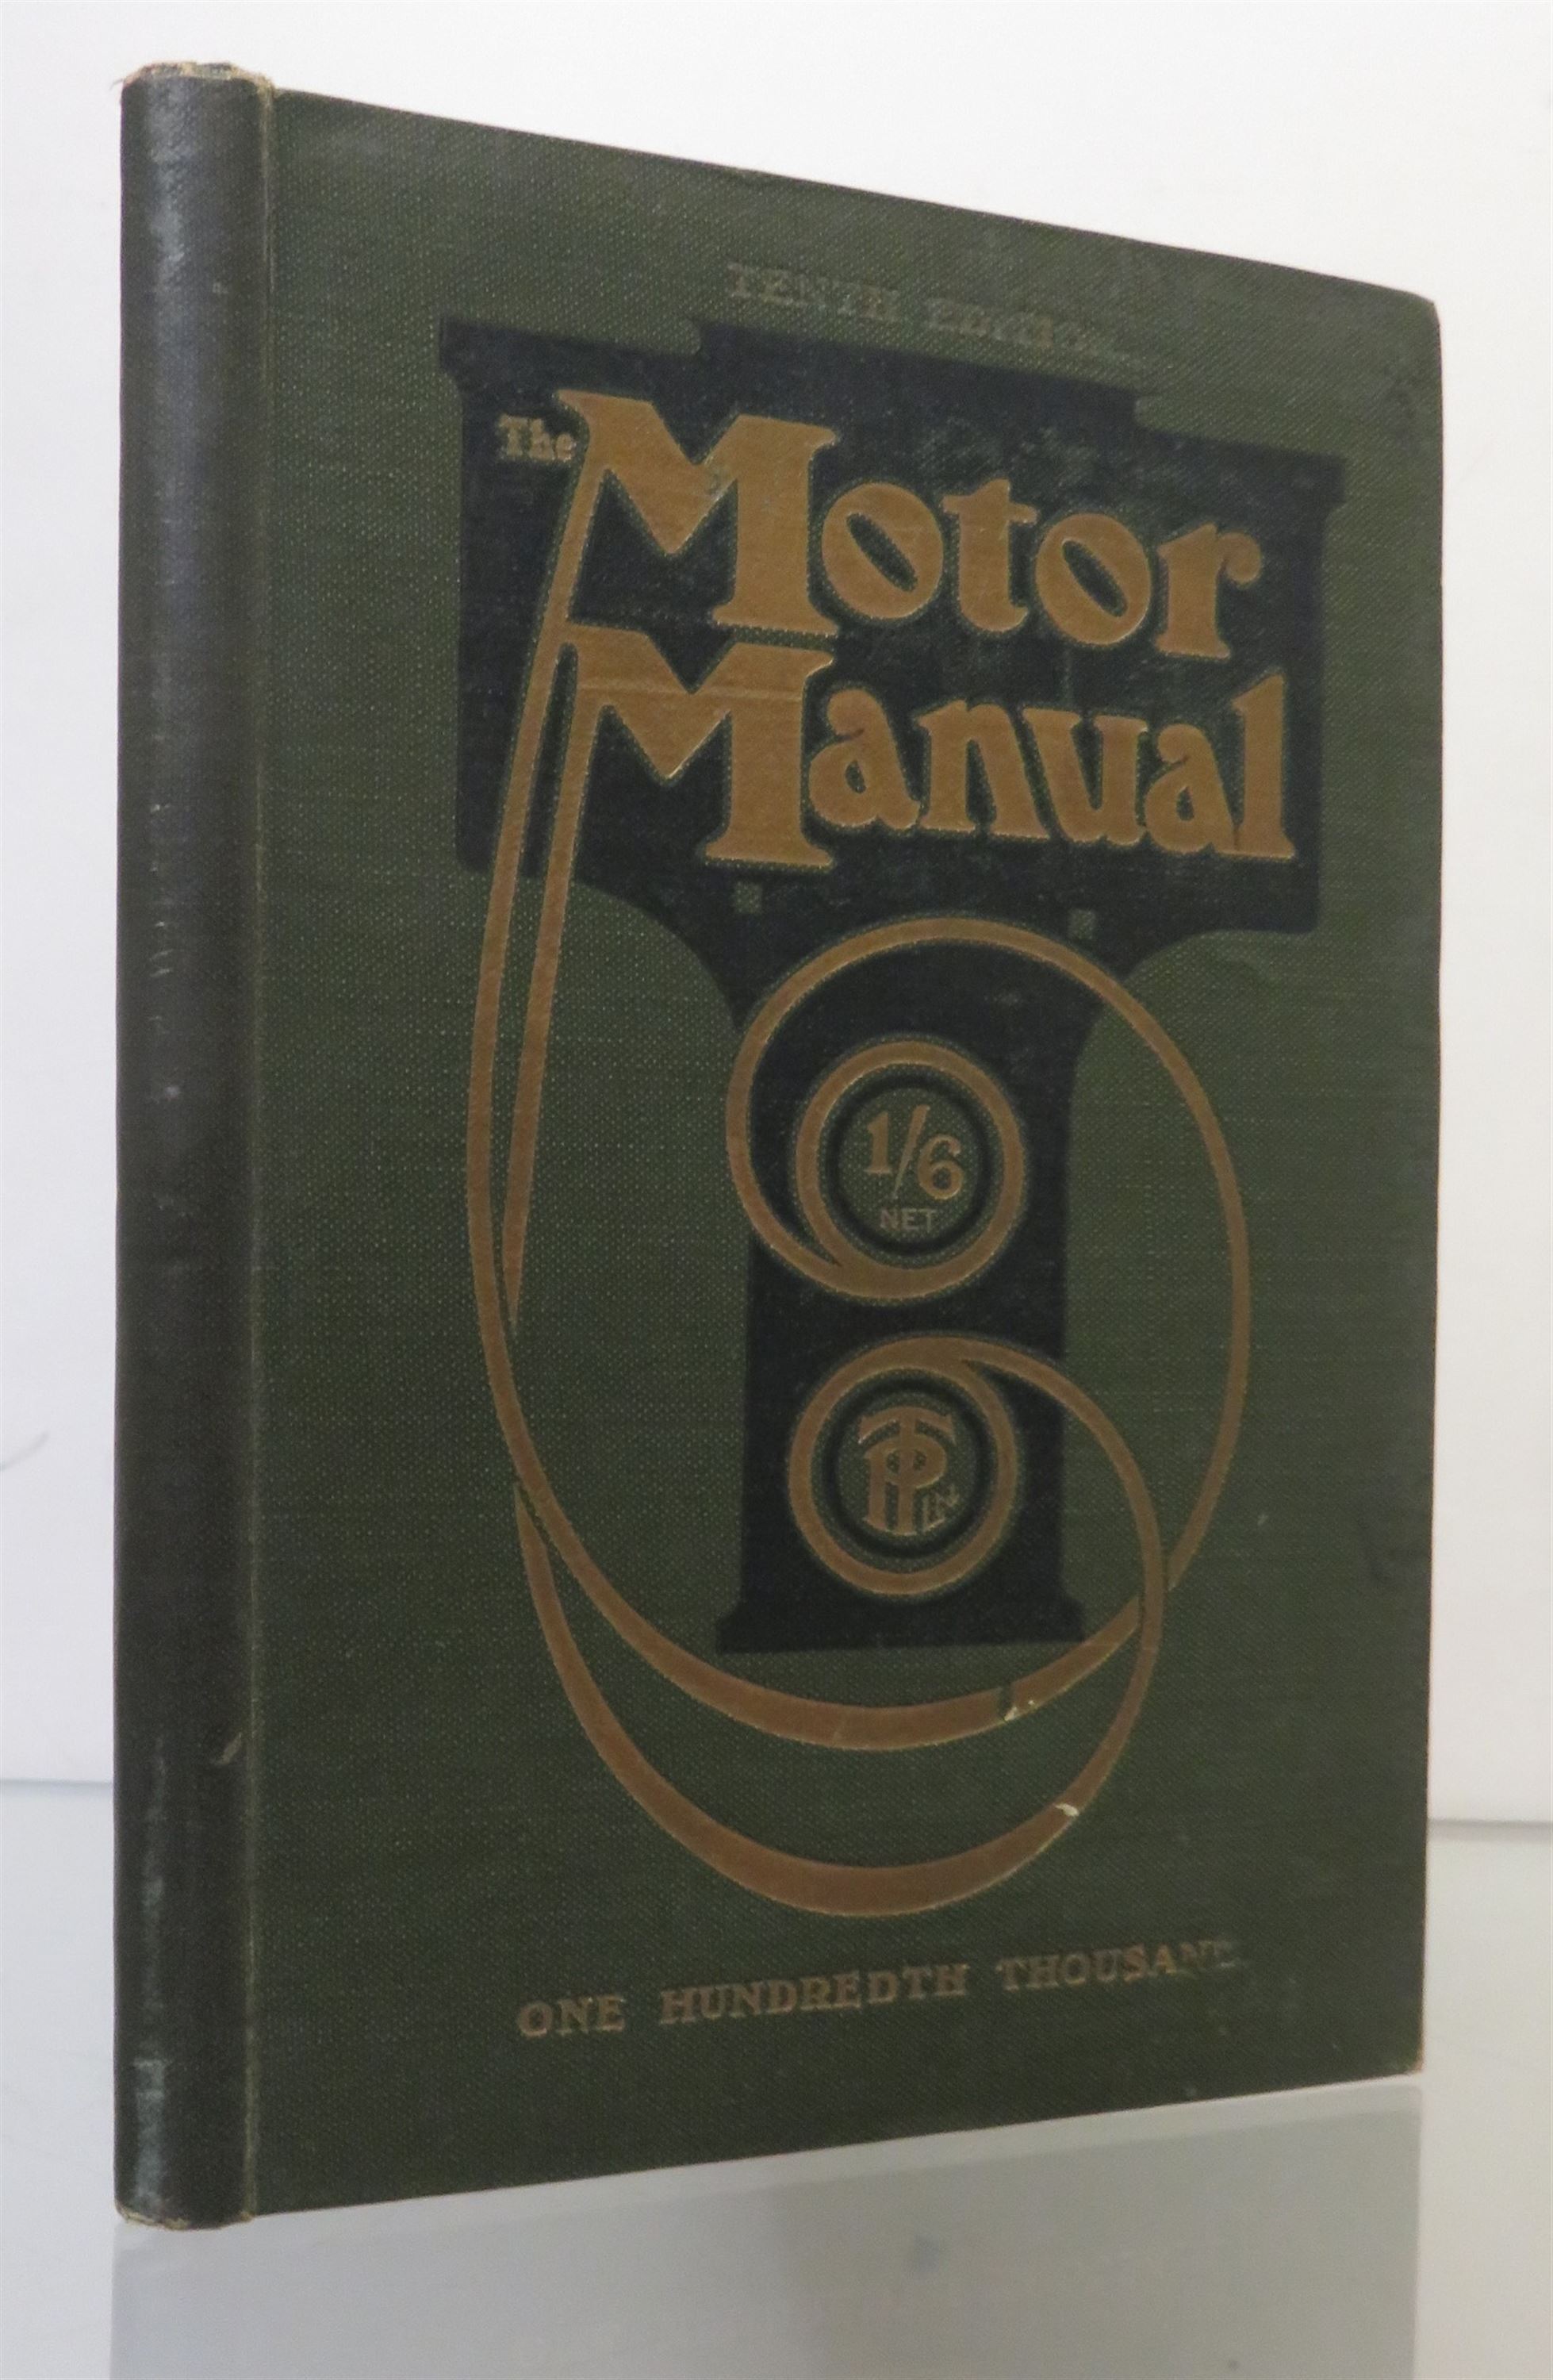 TENTH EDITION.
The Motor
Manual
1/6
NET
ONE HUNDREDTH THOUSAND.